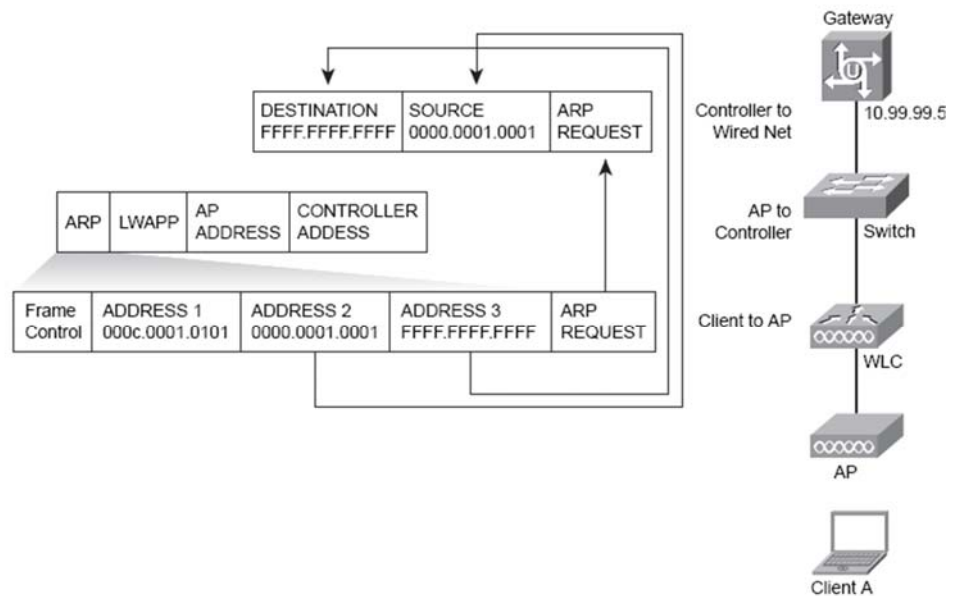 Gateway
10.99.99.5
Controller to
Wired Net
DESTINATION
FFFF.FFFF.FFFF
SOURCE
0000.0001.0001
ARP
REQUEST
AP to
Controller
Switch
ARP
LWAPP
AP
ADDRESS
CONTROLLER
ADDESS
Frame
Control
ADDRESS 1
000c.0001.0101
ADDRESS 2
0000.0001.0001
ADDRESS 3
FFFF.FFFF.FFFF
ARP
REQUEST
Client to AP
WLC
AP
Client A